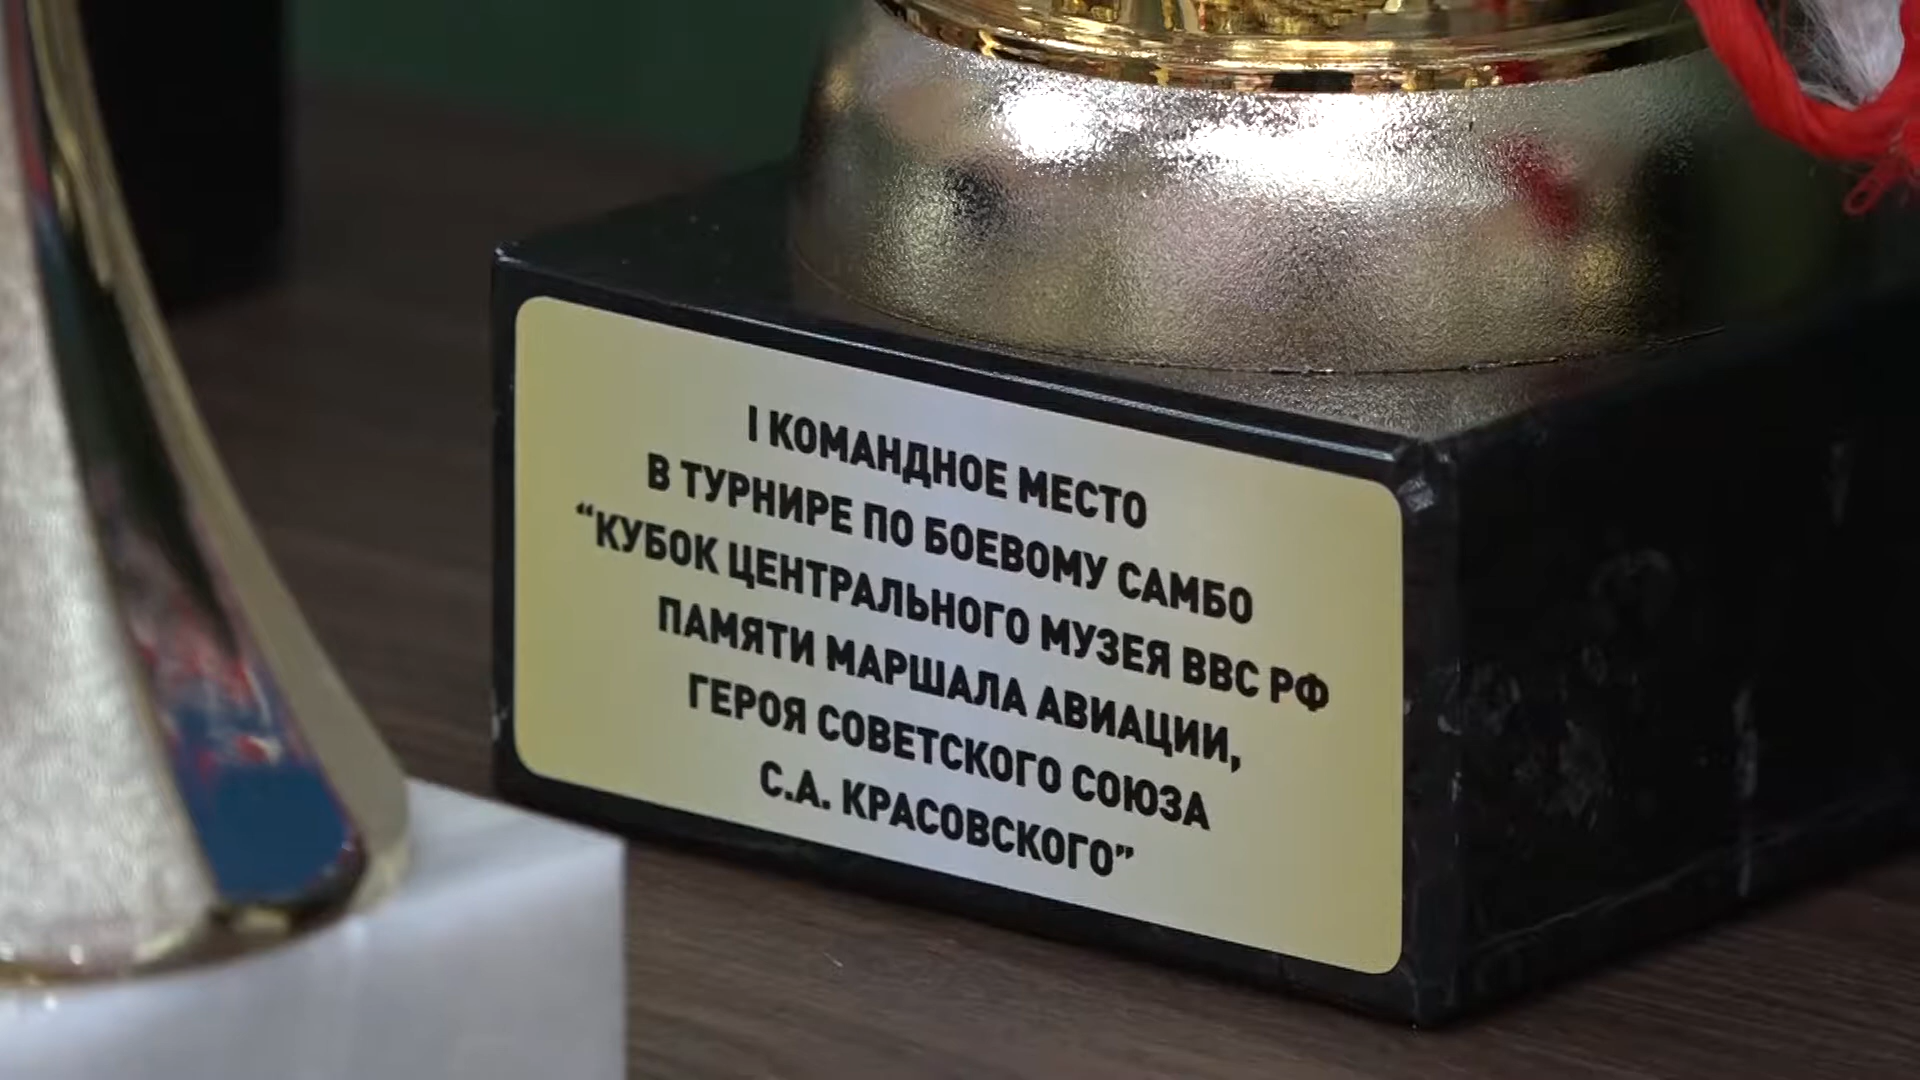 I КОМАНДНОЕ МЕСТО
В ТУРНИРЕ ПО БОЕВОМУ САМБО
“КУБОК ЦЕНТРАЛЬНОГО МУЗЕЯ ВВС РФ
ПАМЯТИ МАРШАЛА АВИАЦИИ,
ГЕРОЯ СОВЕТСКОГО СОЮЗА
С.А. КРАСОВСКОГО”